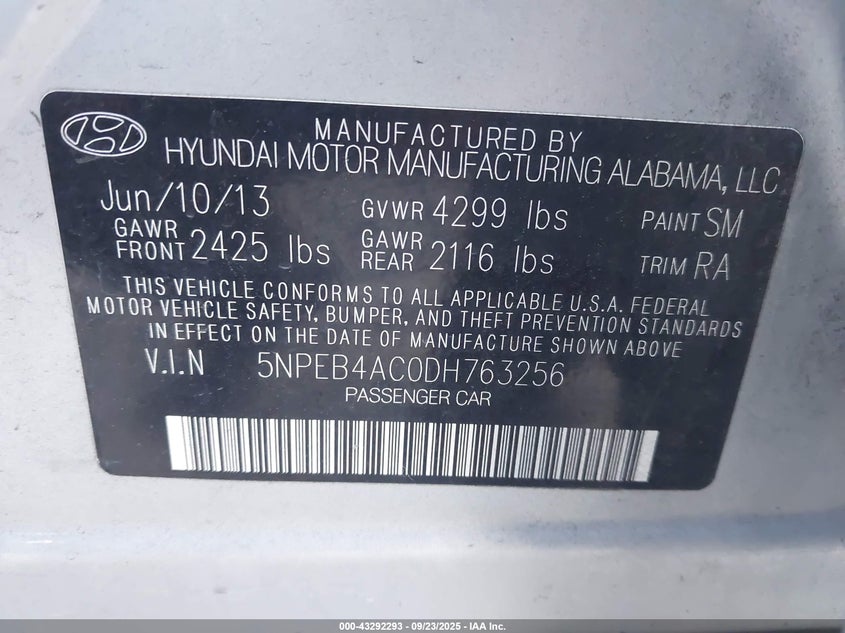 MANUFACTURED BY
HYUNDAI MOTOR MANUFACTURING ALABAMA, LLC
Jun/10/13 GVWR 4299 lbs PAINT SM
GAWR FRONT 2425 lbs GAWR REAR 2116 lbs TRIM RA
THIS VEHICLE CONFORMS TO ALL APPLICABLE U.S.A. FEDERAL
MOTOR VEHICLE SAFETY, BUMPER, AND THEFT PREVENTION STANDARDS
IN EFFECT ON THE DATE OF MANUFACTURE SHOWN ABOVE
V.I.N 5NPEB4AC0DH763256
PASSENGER CAR
000-43292293 - 09/23/2025 - IAA Inc.